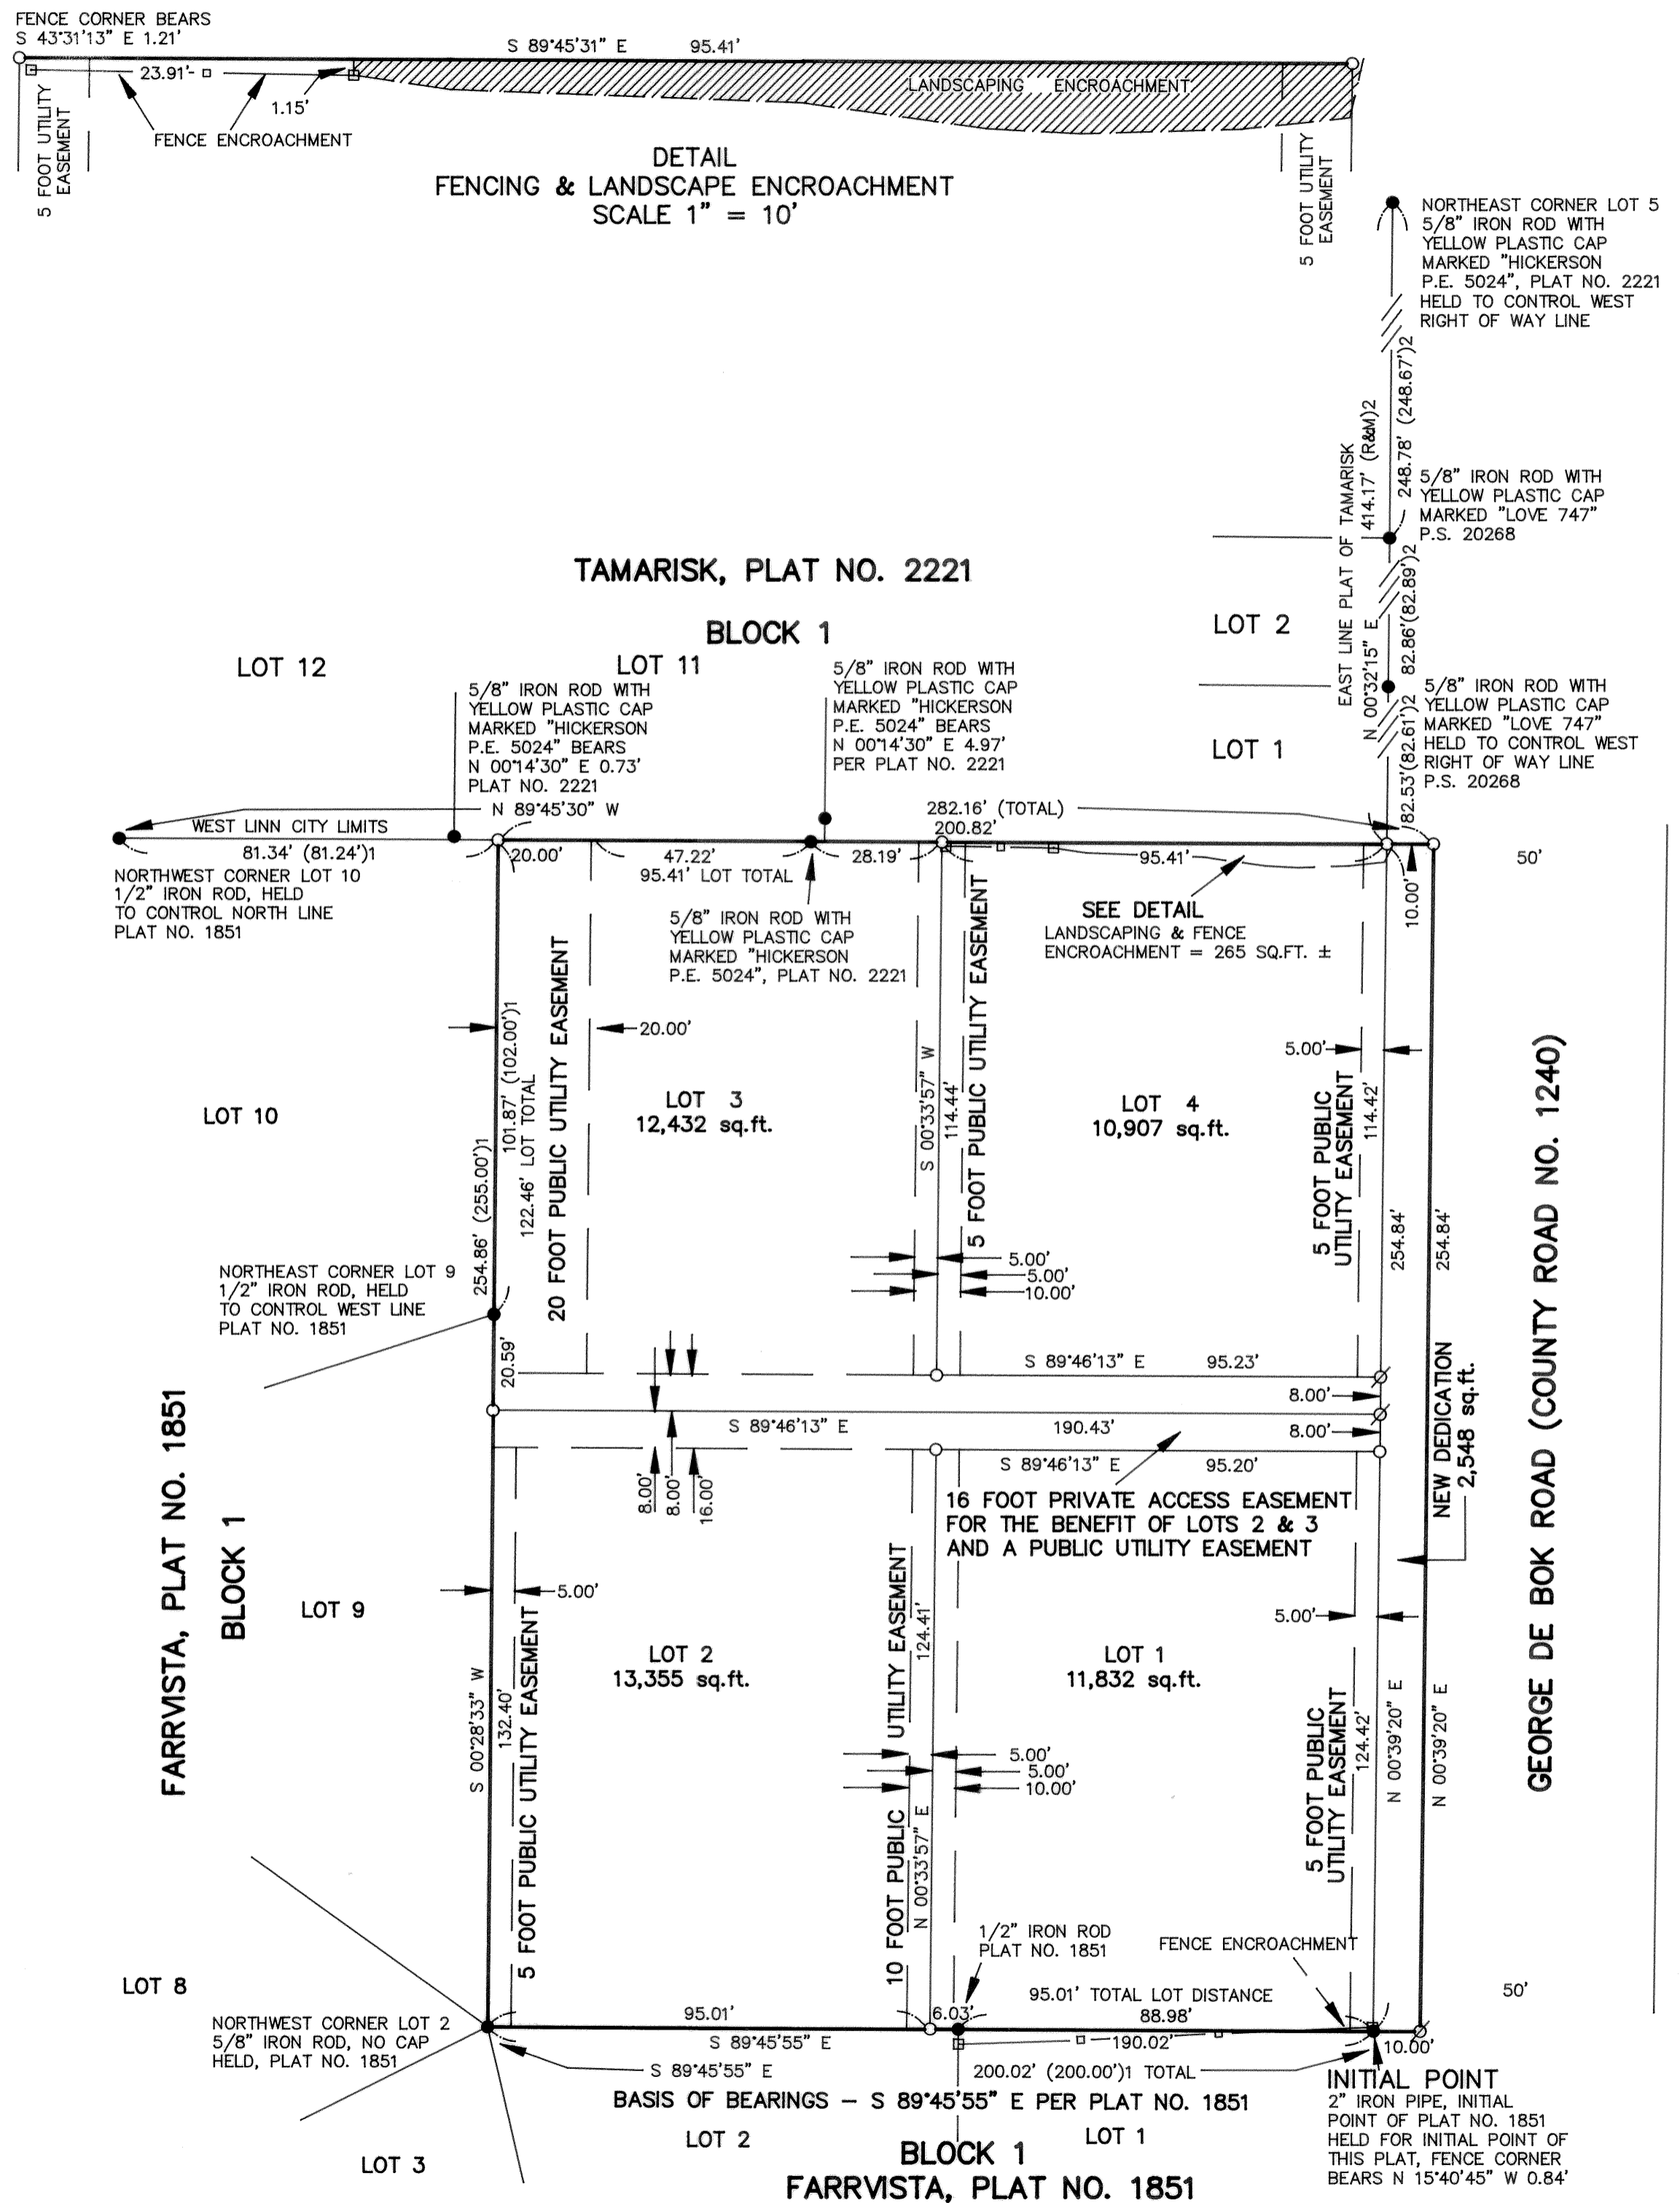 FENCE CORNER BEARS
S 43°31'13" E 1.21'
S 89°45'31" E 95.41'
23.91'
1.15'
LANDSCAPING ENCROACHMENT
FENCE ENCROACHMENT
5 FOOT UTILITY
EASEMENT
5 FOOT UTILITY
EASEMENT
DETAIL
FENCING & LANDSCAPE ENCROACHMENT
SCALE 1" = 10'
NORTHEAST CORNER LOT 5
5/8" IRON ROD WITH
YELLOW PLASTIC CAP
MARKED "HICKERSON
P.E. 5024", PLAT NO. 2221
HELD TO CONTROL WEST
RIGHT OF WAY LINE
248.78' (248.67')2
EAST LINE PLAT OF TAMARISK
N 00°32'15" E 414.17' (R&M)2
5/8" IRON ROD WITH
YELLOW PLASTIC CAP
MARKED "LOVE 747"
P.S. 20268
82.86'(82.89')2
TAMARISK, PLAT NO. 2221
BLOCK 1
LOT 12
LOT 11
LOT 2
LOT 1
5/8" IRON ROD WITH
YELLOW PLASTIC CAP
MARKED "LOVE 747"
HELD TO CONTROL WEST
RIGHT OF WAY LINE
P.S. 20268
82.53'(82.61')2
5/8" IRON ROD WITH
YELLOW PLASTIC CAP
MARKED "HICKERSON
P.E. 5024" BEARS
N 00°14'30" E 0.73'
PLAT NO. 2221
5/8" IRON ROD WITH
YELLOW PLASTIC CAP
MARKED "HICKERSON
P.E. 5024" BEARS
N 00°14'30" E 4.97'
PER PLAT NO. 2221
N 89°45'30" W
282.16' (TOTAL)
200.82'
WEST LINN CITY LIMITS
81.34' (81.24')1
20.00'
47.22'
28.19'
95.41'
95.41' LOT TOTAL
50'
10.00'
NORTHWEST CORNER LOT 10
1/2" IRON ROD, HELD
TO CONTROL NORTH LINE
PLAT NO. 1851
5/8" IRON ROD WITH
YELLOW PLASTIC CAP
MARKED "HICKERSON
P.E. 5024", PLAT NO. 2221
SEE DETAIL
LANDSCAPING & FENCE
ENCROACHMENT = 265 SQ.FT. ±
LOT 10
254.86' (255.00')1
101.87' (102.00')1
122.46' LOT TOTAL
20 FOOT PUBLIC UTILITY EASEMENT
20.00'
LOT 3
12,432 sq.ft.
S 00°33'57" W
114.44'
5 FOOT PUBLIC UTILITY EASEMENT
LOT 4
10,907 sq.ft.
5.00'
5 FOOT PUBLIC
UTILITY EASEMENT
114.42'
254.84'
254.84'
GEORGE DE BOK ROAD (COUNTY ROAD NO. 1240)
5.00'
5.00'
10.00'
NORTHEAST CORNER LOT 9
1/2" IRON ROD, HELD
TO CONTROL WEST LINE
PLAT NO. 1851
20.59'
S 89°46'13" E 95.23'
8.00'
S 89°46'13" E 190.43'
8.00'
S 89°46'13" E 95.20'
8.00'
8.00'
16.00'
16 FOOT PRIVATE ACCESS EASEMENT
FOR THE BENEFIT OF LOTS 2 & 3
AND A PUBLIC UTILITY EASEMENT
NEW DEDICATION
2,548 sq.ft.
FARRVISTA, PLAT NO. 1851
BLOCK 1
LOT 9
5.00'
S 00°28'33" W
132.40'
5 FOOT PUBLIC UTILITY EASEMENT
LOT 2
13,355 sq.ft.
10 FOOT PUBLIC UTILITY EASEMENT
124.41'
N 00°33'57" E
5.00'
5.00'
10.00'
LOT 1
11,832 sq.ft.
5.00'
5 FOOT PUBLIC
UTILITY EASEMENT
124.42'
N 00°39'20" E
N 00°39'20" E
LOT 8
1/2" IRON ROD
PLAT NO. 1851
FENCE ENCROACHMENT
50'
95.01' TOTAL LOT DISTANCE
95.01'
6.03'
88.98'
NORTHWEST CORNER LOT 2
5/8" IRON ROD, NO CAP
HELD, PLAT NO. 1851
S 89°45'55" E
190.02'
10.00'
S 89°45'55" E
200.02' (200.00')1 TOTAL
BASIS OF BEARINGS – S 89°45'55" E PER PLAT NO. 1851
INITIAL POINT
2" IRON PIPE, INITIAL
POINT OF PLAT NO. 1851
HELD FOR INITIAL POINT OF
THIS PLAT, FENCE CORNER
BEARS N 15°40'45" W 0.84'
LOT 3
LOT 2
LOT 1
BLOCK 1
FARRVISTA, PLAT NO. 1851